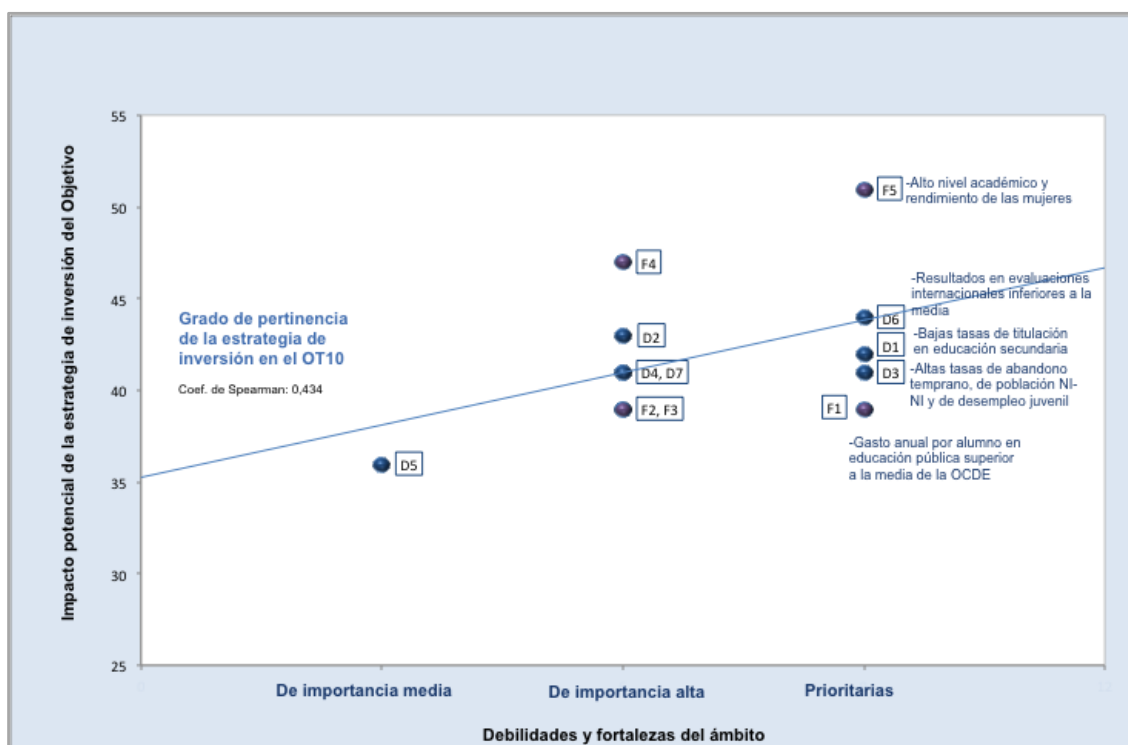 Impacto potencial de la estrategia de inversión del Objetivo
55
50
45
40
35
30
25
Grado de pertinencia
de la estrategia de
inversión en el OT10
Coef. de Spearman: 0,434
F5
-Alto nivel académico y
rendimiento de las mujeres
F4
-Resultados en evaluaciones
internacionales inferiores a la
media
D6
D2
D1
-Bajas tasas de titulación
en educación secundaria
D4, D7
D3
-Altas tasas de abandono
temprano, de población NI-
NI y de desempleo juvenil
F2, F3
F1
-Gasto anual por alumno en
educación pública superior
a la media de la OCDE
D5
0
12
De importancia media
De importancia alta
Prioritarias
Debilidades y fortalezas del ámbito